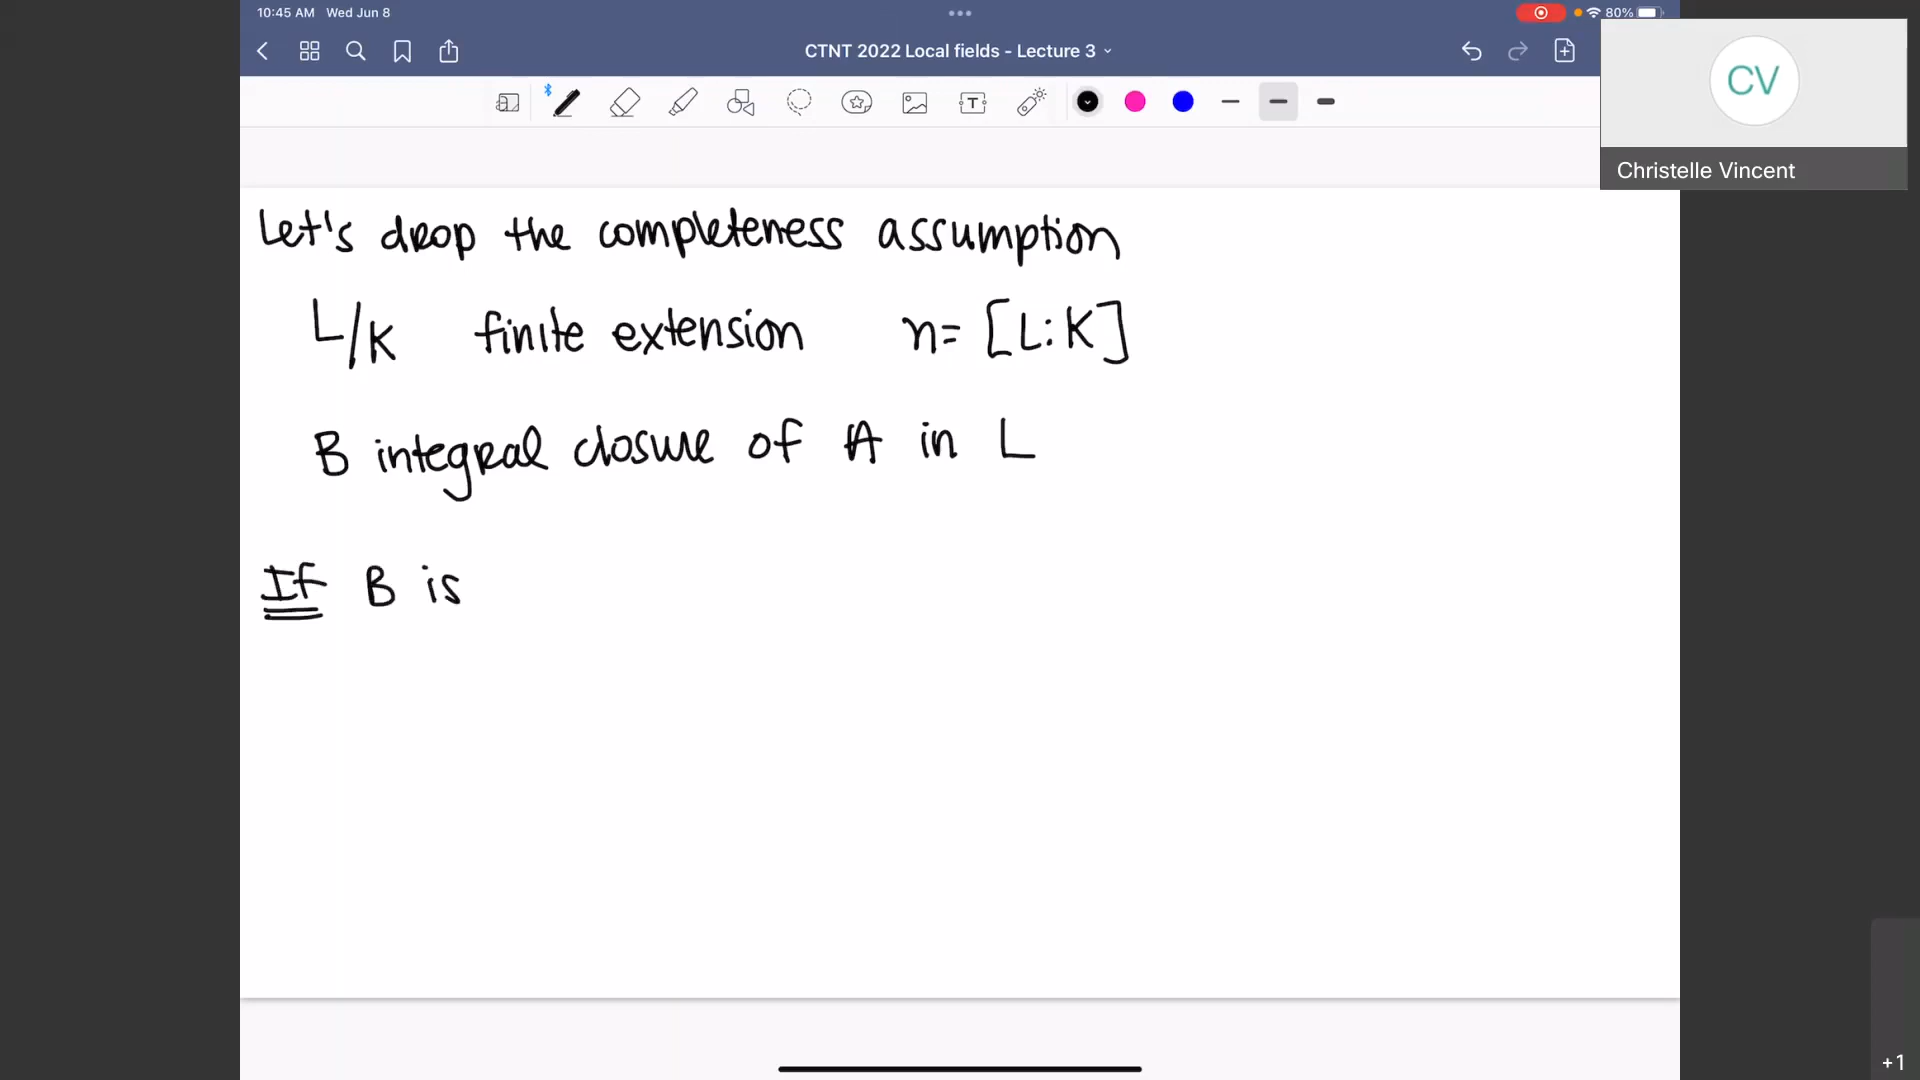 10:45 AM Wed Jun 8
80%
CTNT 2022 Local fields - Lecture 3
T
CV
Christelle Vincent
Let's drop the completeness assumption
L/K finite extension n= [L:K]
B integral closure of A in L
If B is
+1